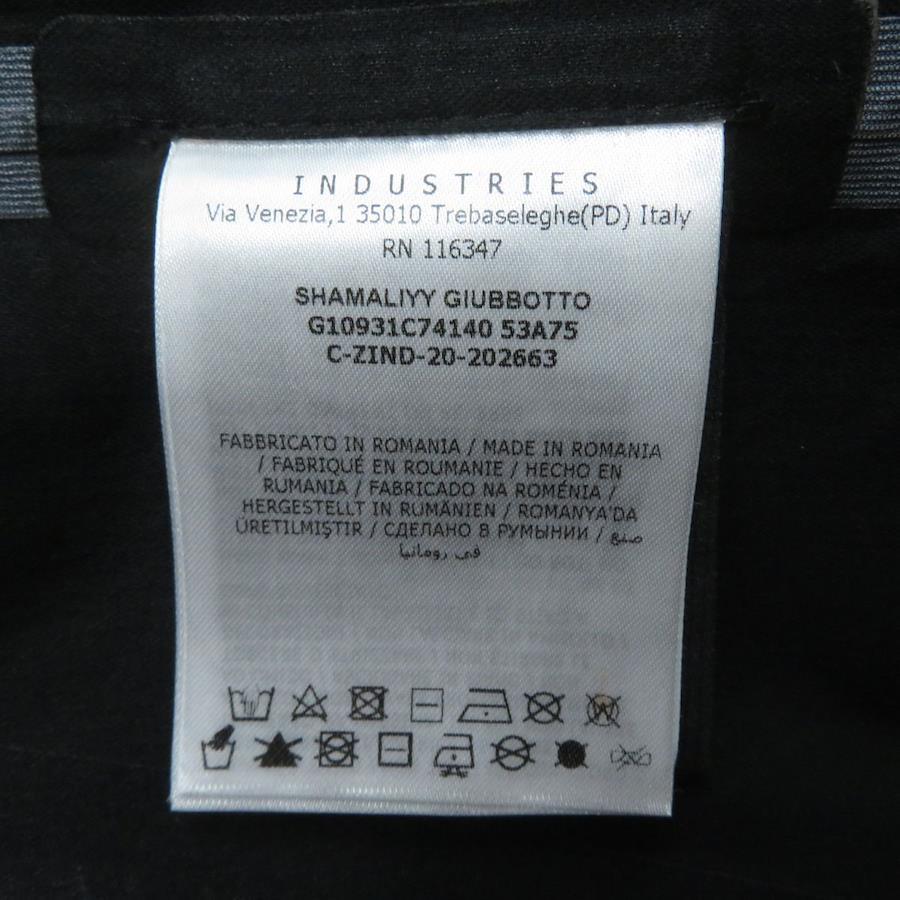 INDUSTRIES
Via Venezia,1 35010 Trebaseleghe(PD) Italy
RN 116347
SHAMALIYY GIUBBOTTO
G10931C74140 53A75
C-ZIND-20-202663
FABBRICATO IN ROMANIA / MADE IN ROMANIA
/ FABRIQUÉ EN ROUMANIE / HECHO EN
RUMANIA / FABRICADO NA ROMÉNIA /
HERGESTELLT IN RUMÄNIEN / ROMANYA'DA
ÜRETILMIŞTIR / СДЕЛАНО В РУМЫНИИ / صنع
في رومانيا